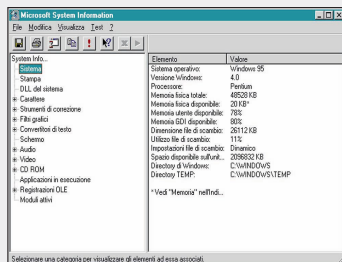 Microsoft System Information
File Modifica Visualizza Test ?
System Info...
Sistema
Stampa
DLL del sistema
Carattere
Strumenti di correzione
Filtri grafici
Convertitori di testo
Schermo
Audio
Video
CD ROM
Applicazioni in esecuzione
Registrazioni OLE
Moduli attivi
Elemento Valore
Sistema operativo: Windows 95
Versione Windows: 4.0
Processore: Pentium
Memoria fisica totale: 48528 KB
Memoria fisica disponibile: 20 KB*
Memoria utente disponibile: 78%
Memoria GDI disponibile: 80%
Dimensione file di scambio: 26112 KB
Utilizzo file di scambio: 11%
Impostazioni file di scambio: Dinamico
Spazio disponibile sull'unit... 2096832 KB
Directory di Windows: C:\WINDOWS
Directory TEMP: C:\WINDOWS\TEMP
*Vedi "Memoria" nell'Indi...
Selezionare una categoria per visualizzare gli elementi ad essa associati.